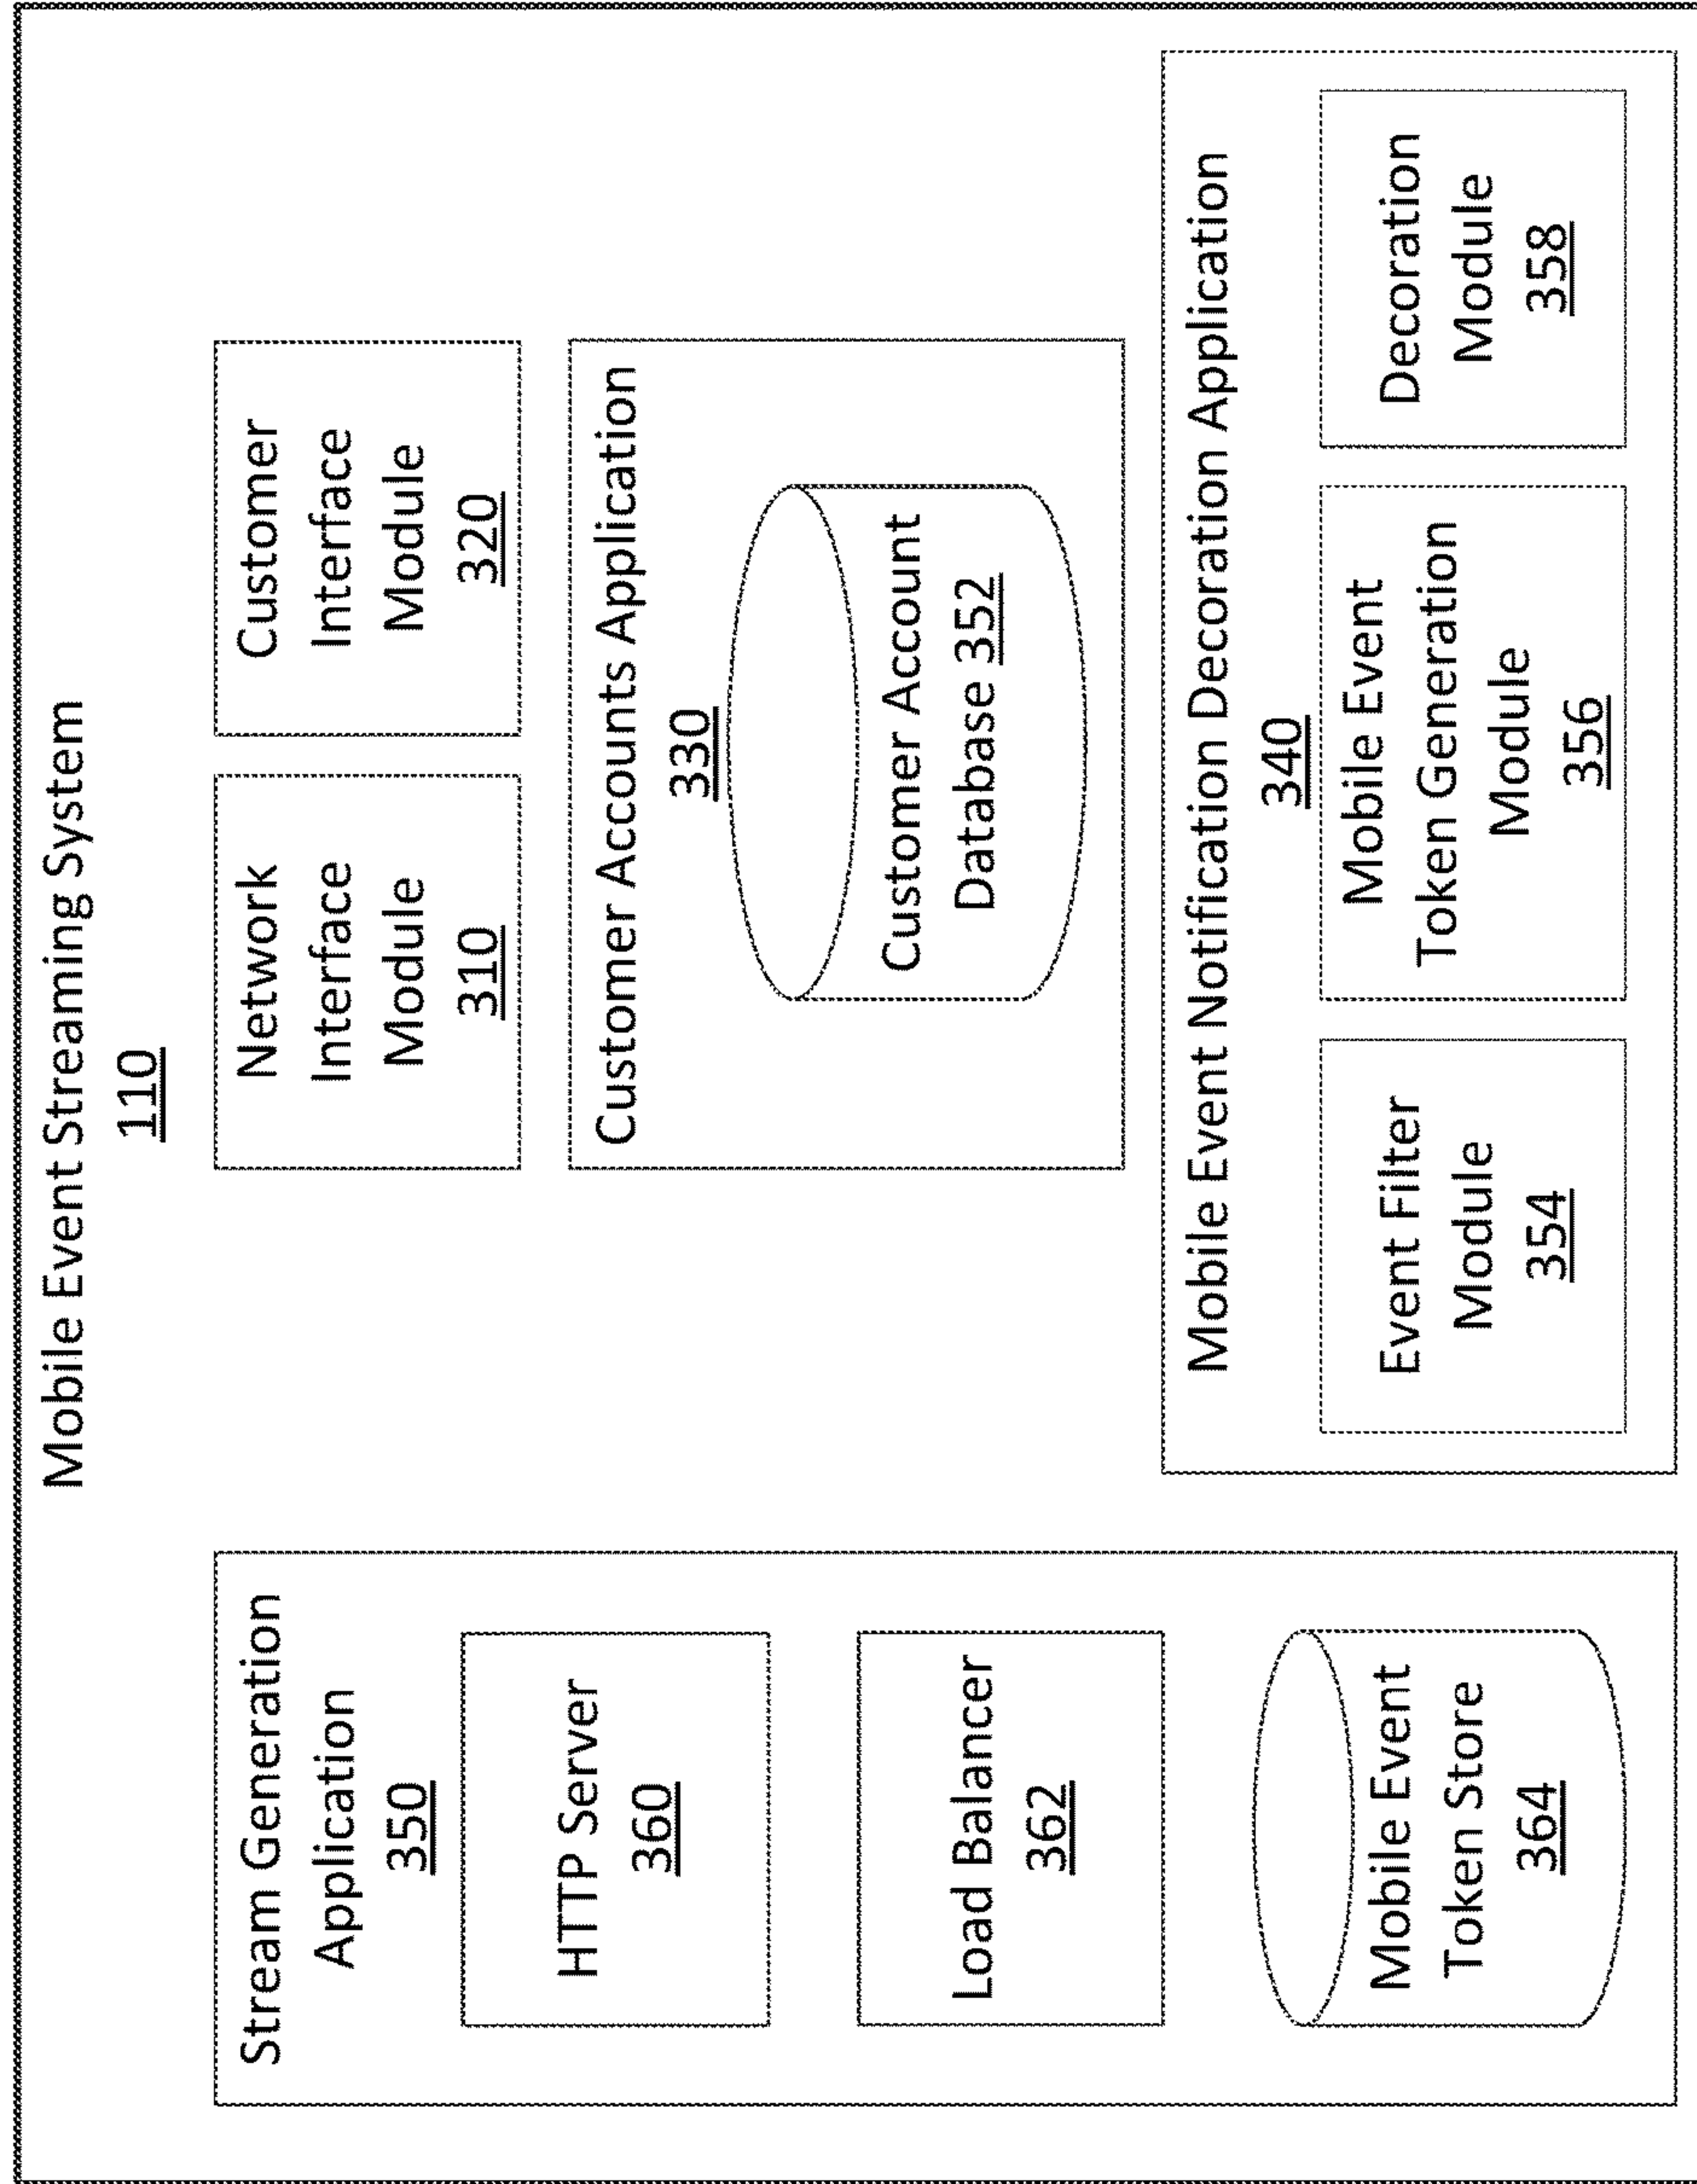 Mobile Event Streaming System
110
Stream Generation
Application
350
HTTP Server
360
Load Balancer
362
Mobile Event
Token Store
364
Network
Interface
Module
310
Customer
Interface
Module
320
Customer Accounts Application
330
Customer Account
Database 352
Mobile Event Notification Decoration Application
340
Event Filter
Module
354
Mobile Event
Token Generation
Module
356
Decoration
Module
358